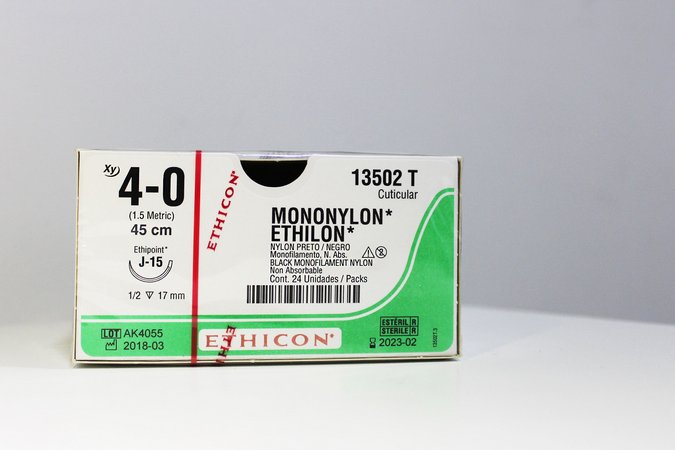 Xy
4-0
(1.5 Metric)
45 cm
Ethipoint*
J-15
1/2 ▽ 17 mm
ETHICON
13502 T
Cuticular
MONONYLON*
ETHILON*
NYLON PRETO / NEGRO
Monofilamento, N. Abs.
BLACK MONOFILAMENT NYLON
Non Absorbable
Cont. 24 Unidades / Packs
LOT AK4055
2018-03
ETHICON*
ETH
ESTÉRIL R
STERILE R
2023-02